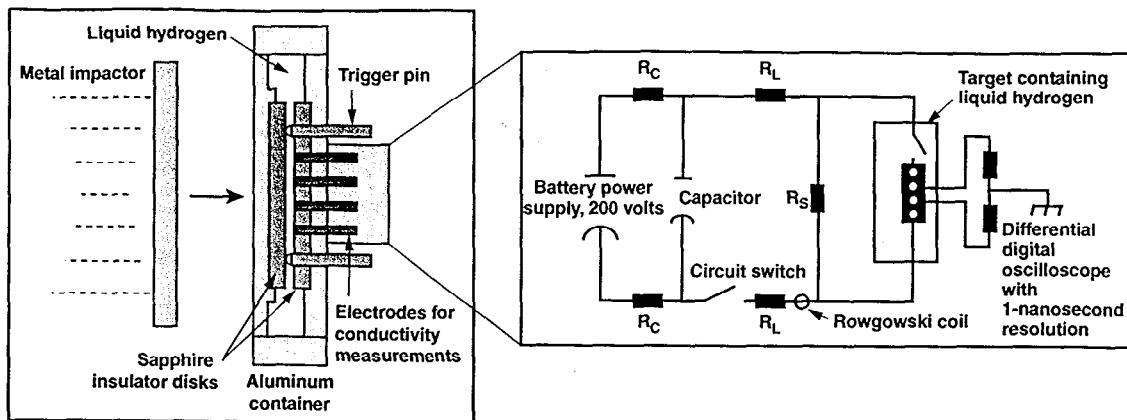 Liquid hydrogen
Metal impactor
Trigger pin
Electrodes for
conductivity
measurements
Sapphire
insulator disks
Aluminum
container
R_C
R_L
Target containing
liquid hydrogen
Battery power
supply, 200 volts
Capacitor
R_S
Circuit switch
R_C
R_L
Rowgowski coil
Differential
digital
oscilloscope
with
1-nanosecond
resolution